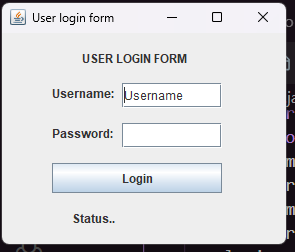 User login form
USER LOGIN FORM
Username: Username
Password:
Login
Status..